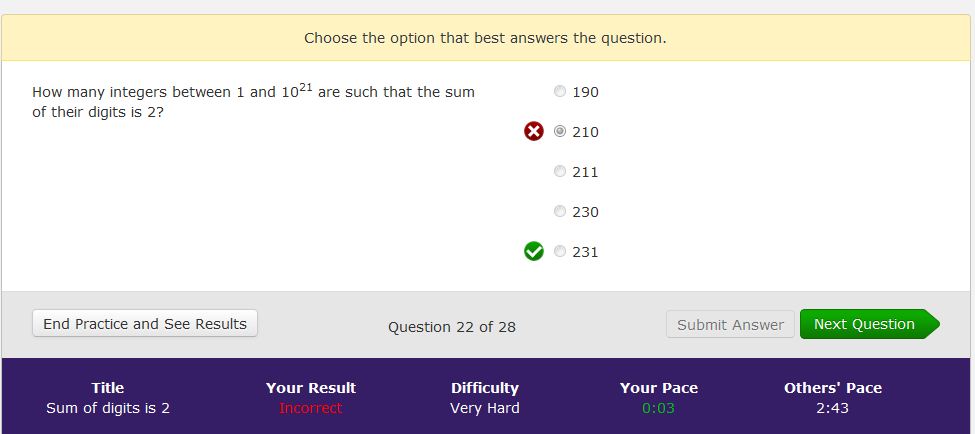 Choose the option that best answers the question.
How many integers between 1 and 10²¹ are such that the sum
of their digits is 2?
190
210
211
230
231
End Practice and See Results
Question 22 of 28
Submit Answer
Next Question
Title
Your Result
Difficulty
Your Pace
Others' Pace
Sum of digits is 2
Incorrect
Very Hard
0:03
2:43